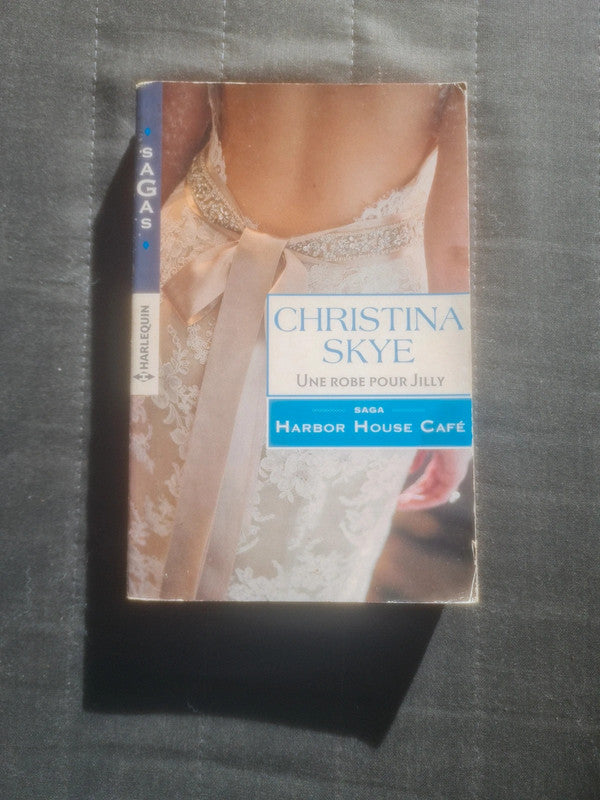 SAGAS
HARLEQUIN
CHRISTINA
SKYE
UNE ROBE POUR JILLY
SAGA
HARBOR HOUSE CAFÉ